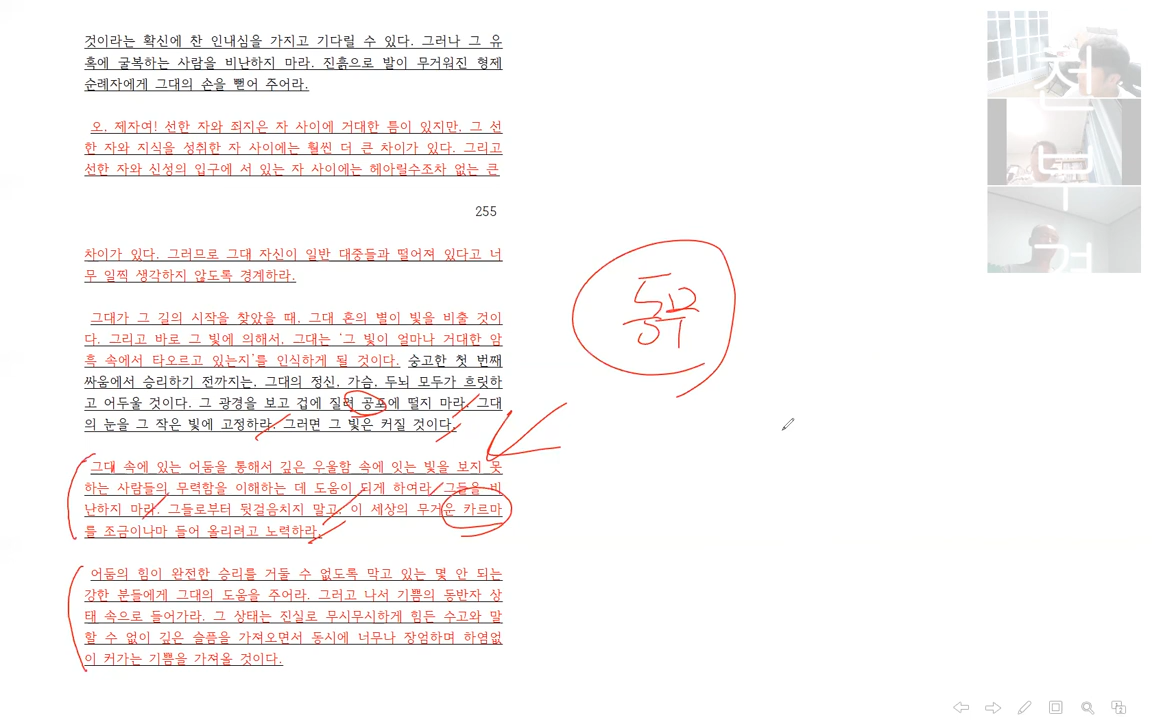 것이라는 확신에 찬 인내심을 가지고 기다릴 수 있다. 그러나 그 유
혹에 굴복하는 사람을 비난하지 마라. 진흙으로 발이 무거워진 형제
순례자에게 그대의 손을 뻗어 주어라.
오, 제자여! 선한 자와 죄지은 자 사이에 거대한 틈이 있지만, 그 선
한 자와 지식을 성취한 자 사이에는 훨씬 더 큰 차이가 있다. 그리고
선한 자와 신성의 입구에 서 있는 자 사이에는 헤아릴수조차 없는 큰
255
차이가 있다. 그러므로 그대 자신이 일반 대중들과 떨어져 있다고 너
무 일찍 생각하지 않도록 경계하라.
그대가 그 길의 시작을 찾았을 때, 그대 혼의 별이 빛을 비출 것이
다. 그리고 바로 그 빛에 의해서, 그대는 '그 빛이 얼마나 거대한 암
흑 속에서 타오르고 있는지'를 인식하게 될 것이다. 숭고한 첫 번째
싸움에서 승리하기 전까지는, 그대의 정신, 가슴, 두뇌 모두가 흐릿하
고 어두울 것이다. 그 광경을 보고 겁에 질려 공포에 떨지 마라. 그대
의 눈을 그 작은 빛에 고정하라. 그러면 그 빛은 커질 것이다.
그대 속에 있는 어둠을 통해서 깊은 우울함 속에 잇는 빛을 보지 못
하는 사람들의 무력함을 이해하는 데 도움이 되게 하여라. 그들을 비
난하지 마라. 그들로부터 뒷걸음치지 말고, 이 세상의 무거운 카르마
를 조금이나마 들어 올리려고 노력하라.
어둠의 힘이 완전한 승리를 거둘 수 없도록 막고 있는 몇 안 되는
강한 분들에게 그대의 도움을 주어라. 그러고 나서 기쁨의 동반자 상
태 속으로 들어가라. 그 상태는 진실로 무시무시하게 힘든 수고와 말
할 수 없이 깊은 슬픔을 가져오면서 동시에 너무나 장엄하며 하염없
이 커가는 기쁨을 가져올 것이다.